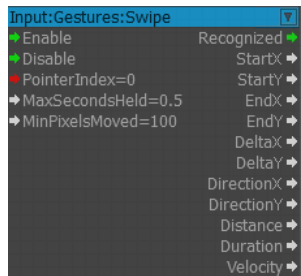 Input:Gestures:Swipe
Enable Recognized
Disable StartX
PointerIndex=0 StartY
MaxSecondsHeld=0.5 EndX
MinPixelsMoved=100 EndY
DeltaX
DeltaY
DirectionX
DirectionY
Distance
Duration
Velocity